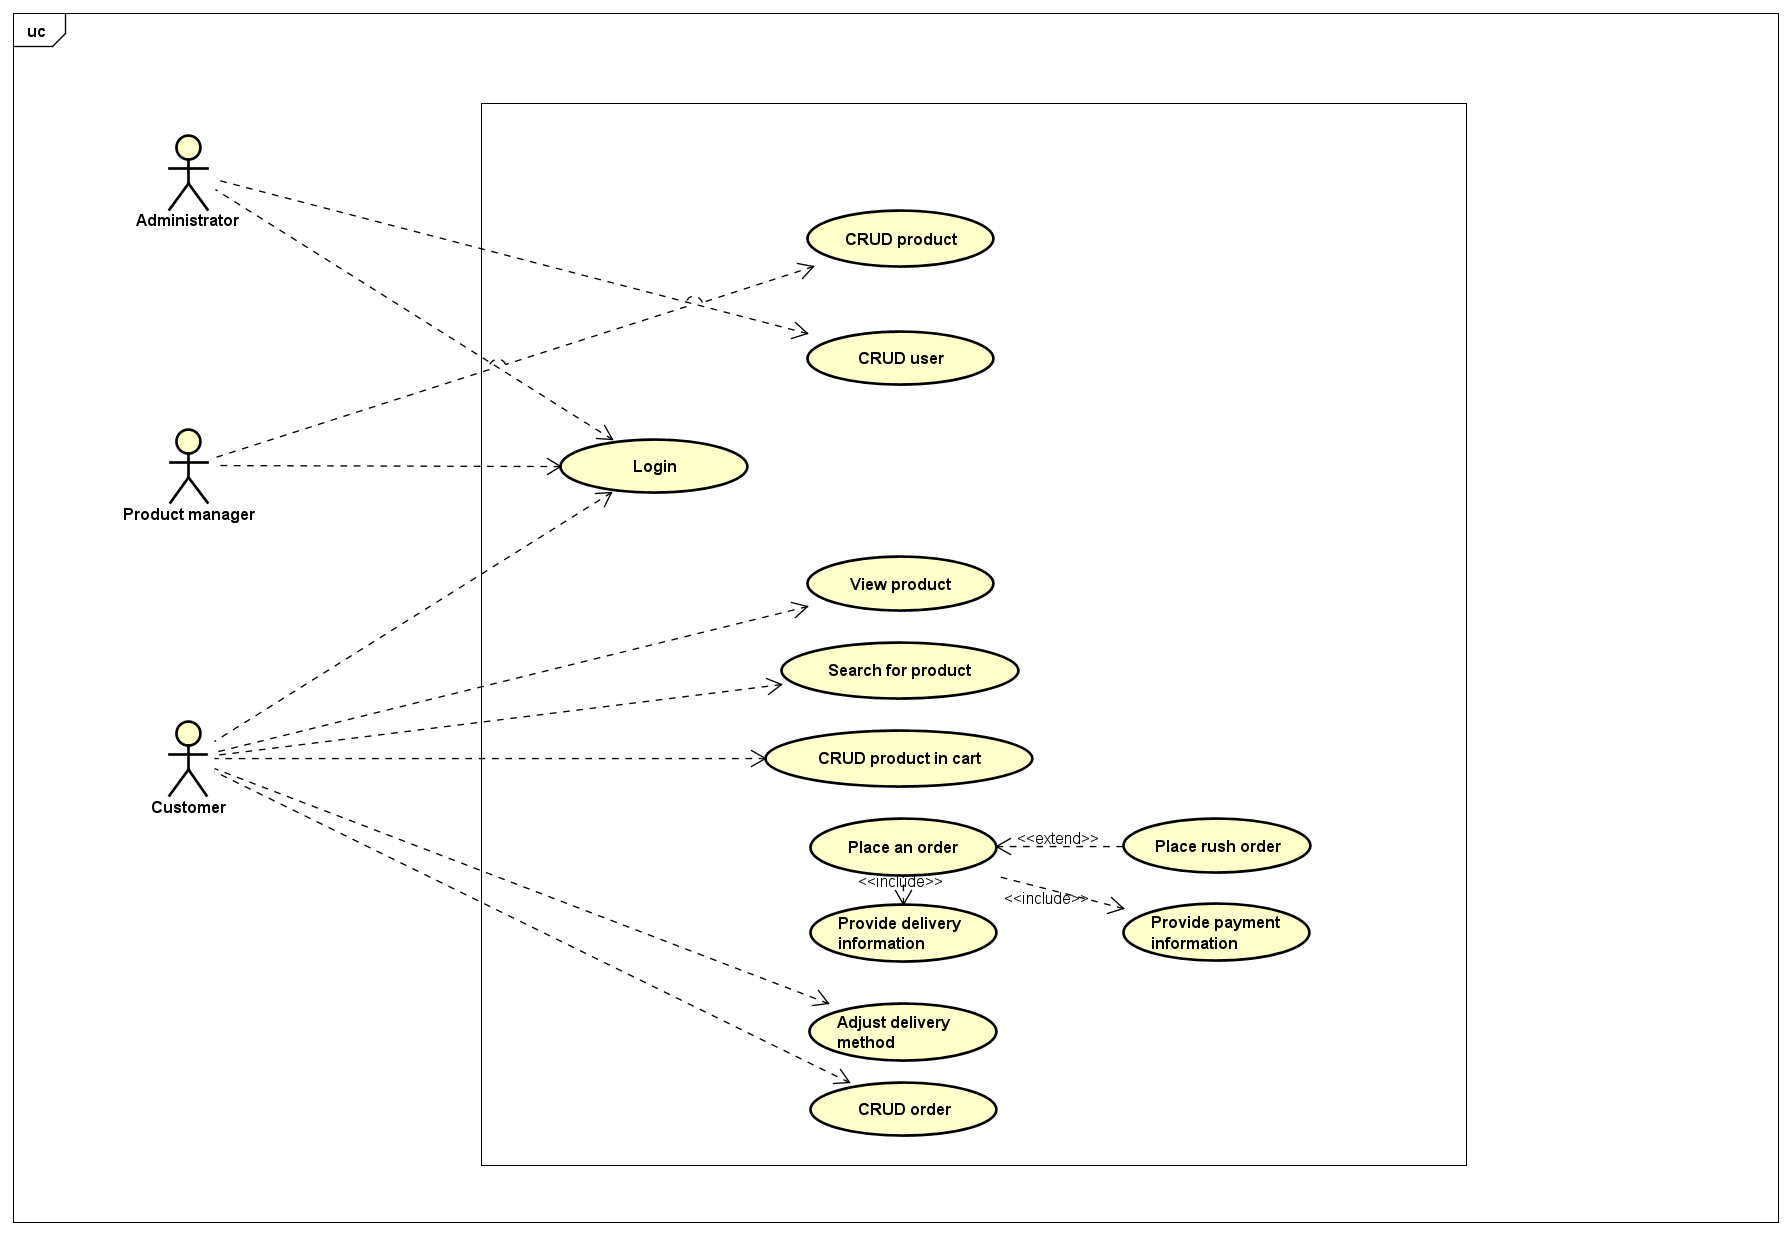 uc
Administrator
CRUD product
CRUD user
Product manager
Login
View product
Search for product
Customer
CRUD product in cart
Place an order
<<extend>>
Place rush order
<<include>>
<<include>>
Provide delivery
information
Provide payment
information
Adjust delivery
method
CRUD order